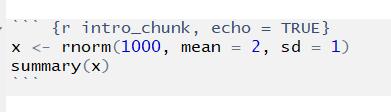 ``` {r intro_chunk, echo = TRUE}
x <- rnorm(1000, mean = 2, sd = 1)
summary(x)
```